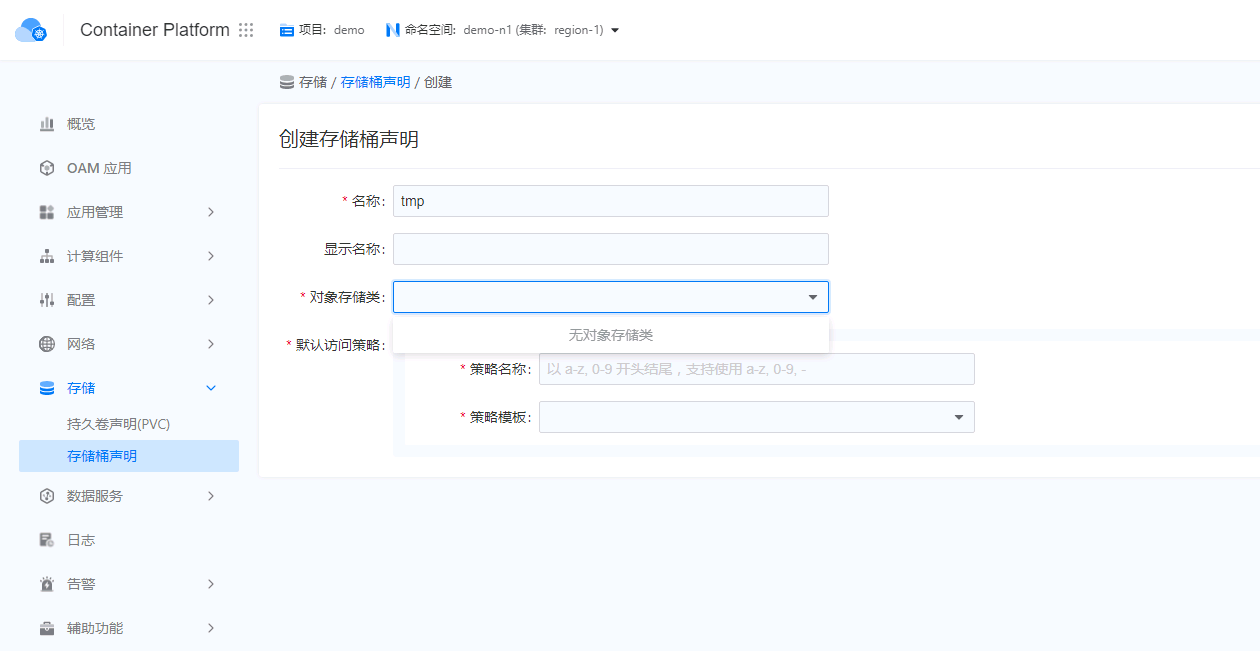 Container Platform 项目: demo 命名空间: demo-n1 (集群: region-1)
存储 / 存储桶声明 / 创建
概览
OAM 应用
应用管理
计算组件
配置
网络
存储
持久卷声明(PVC)
存储桶声明
数据服务
日志
告警
辅助功能
创建存储桶声明
* 名称: tmp
显示名称:
* 对象存储类:
无对象存储类
* 默认访问策略:
* 策略名称: 以 a-z, 0-9 开头结尾，支持使用 a-z, 0-9, -
* 策略模板: